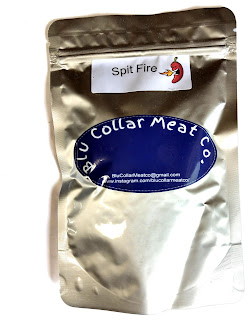 Spit Fire
Blu Collar Meat Co.
BluCollarMeatco@gmail.com
www.instagram.com/blucollarmeatco/